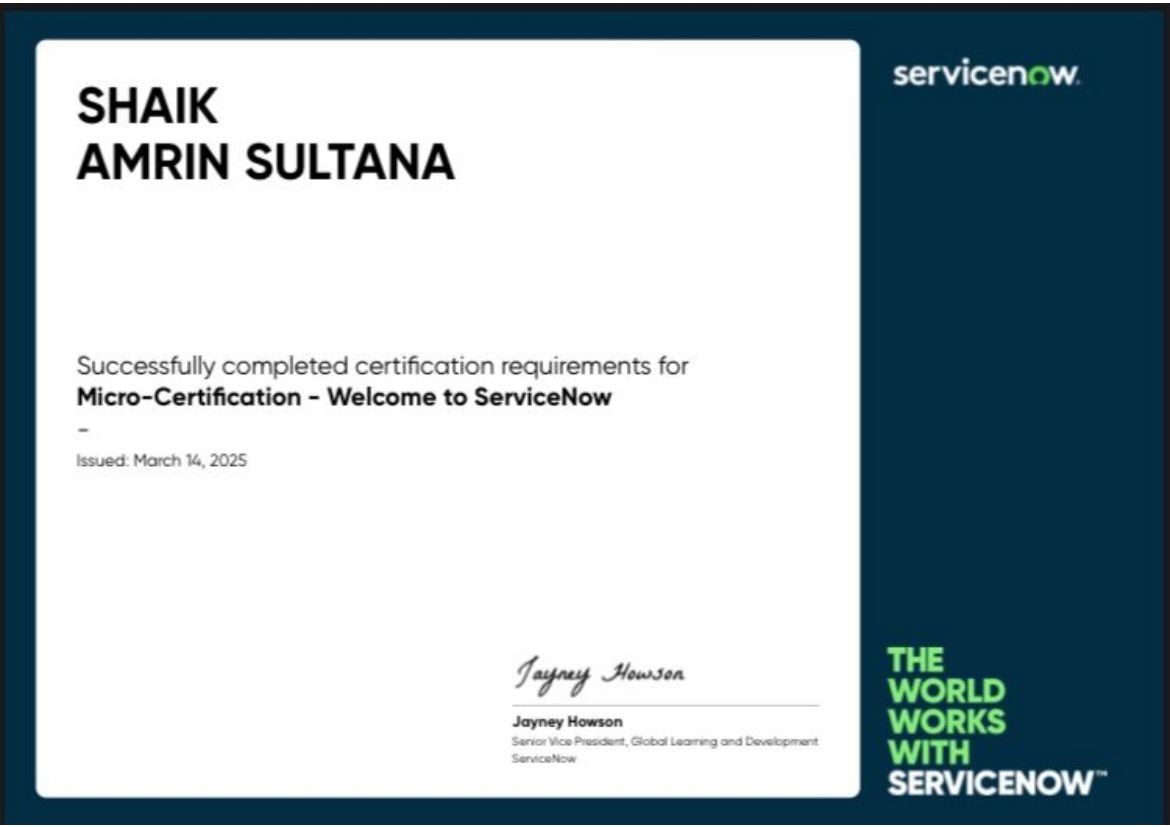 servicenow.
SHAIK
AMRIN SULTANA
Successfully completed certification requirements for
Micro-Certification - Welcome to ServiceNow
–
Issued: March 14, 2025
Jayney Howson
Jayney Howson
Senior Vice President, Global Learning and Development
ServiceNow
THE
WORLD
WORKS
WITH
SERVICENOW™